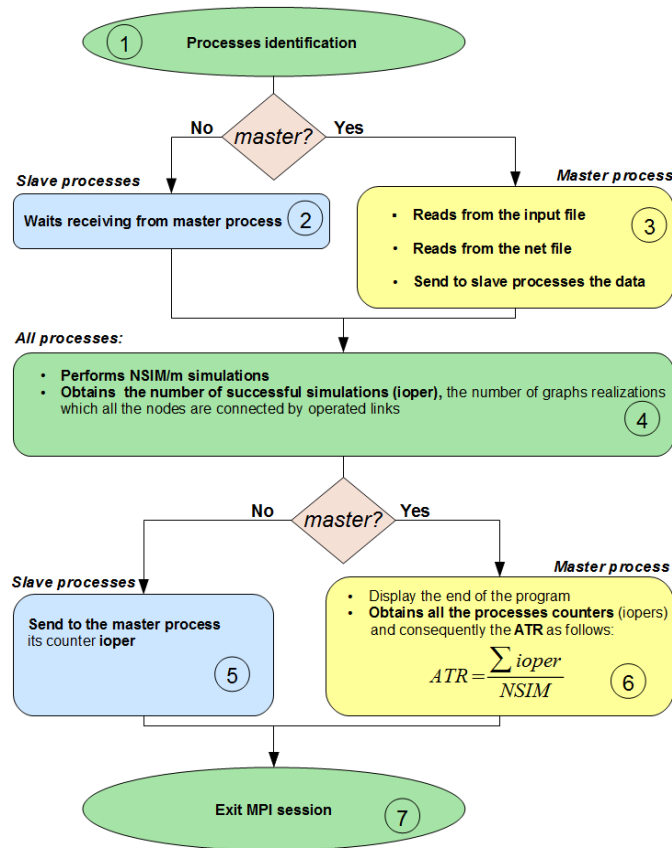 1
Processes identification
master?
No
Yes
Slave processes
Waits receiving from master process
2
Master process
• Reads from the input file
• Reads from the net file
• Send to slave processes the data
3
All processes:
• Performs NSIM/m simulations
• Obtains the number of successful simulations (ioper), the number of graphs realizations
which all the nodes are connected by operated links
4
master?
No
Yes
Slave processes
Send to the master process
its counter ioper
5
Master process
• Display the end of the program
• Obtains all the processes counters (iopers)
and consequently the ATR as follows:
ATR = ∑ ioper / NSIM
6
Exit MPI session
7